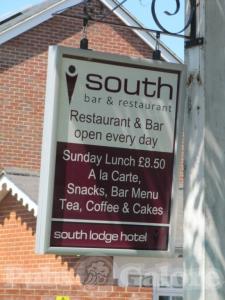 south
bar & restaurant
Restaurant & Bar
open every day
Sunday Lunch £8.50
A la Carte,
Snacks, Bar Menu
Tea, Coffee & Cakes
south lodge hotel